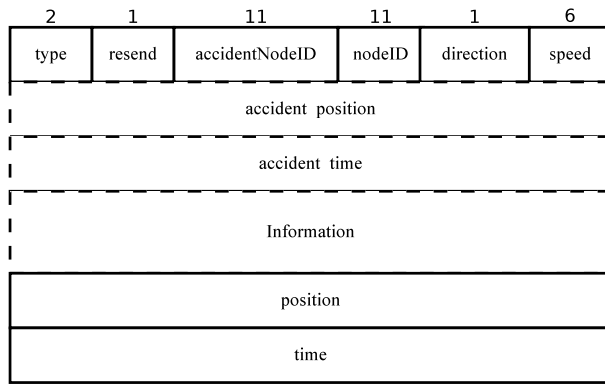 2 1 11 11 1 6
type resend accidentNodeID nodeID direction speed
accident position
accident time
Information
position
time